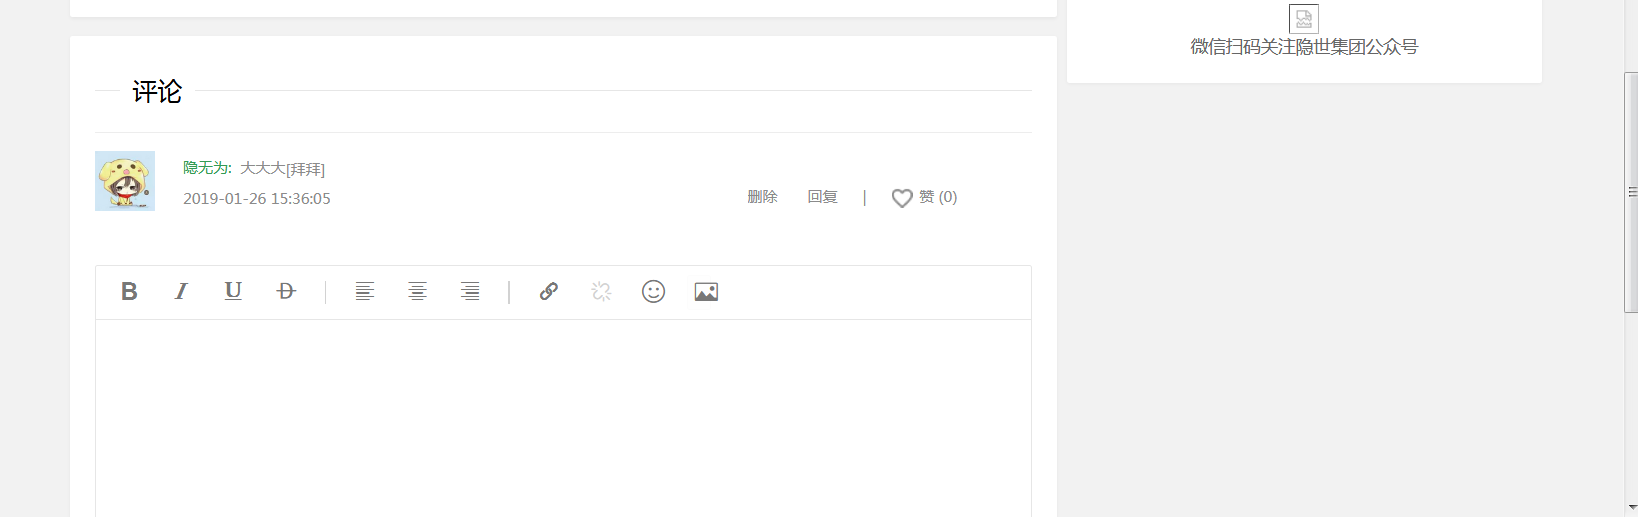 微信扫码关注隐世集团公众号
评论
隐无为: 大大大[拜拜]
2019-01-26 15:36:05 删除 回复 | 赞 (0)
B I U D